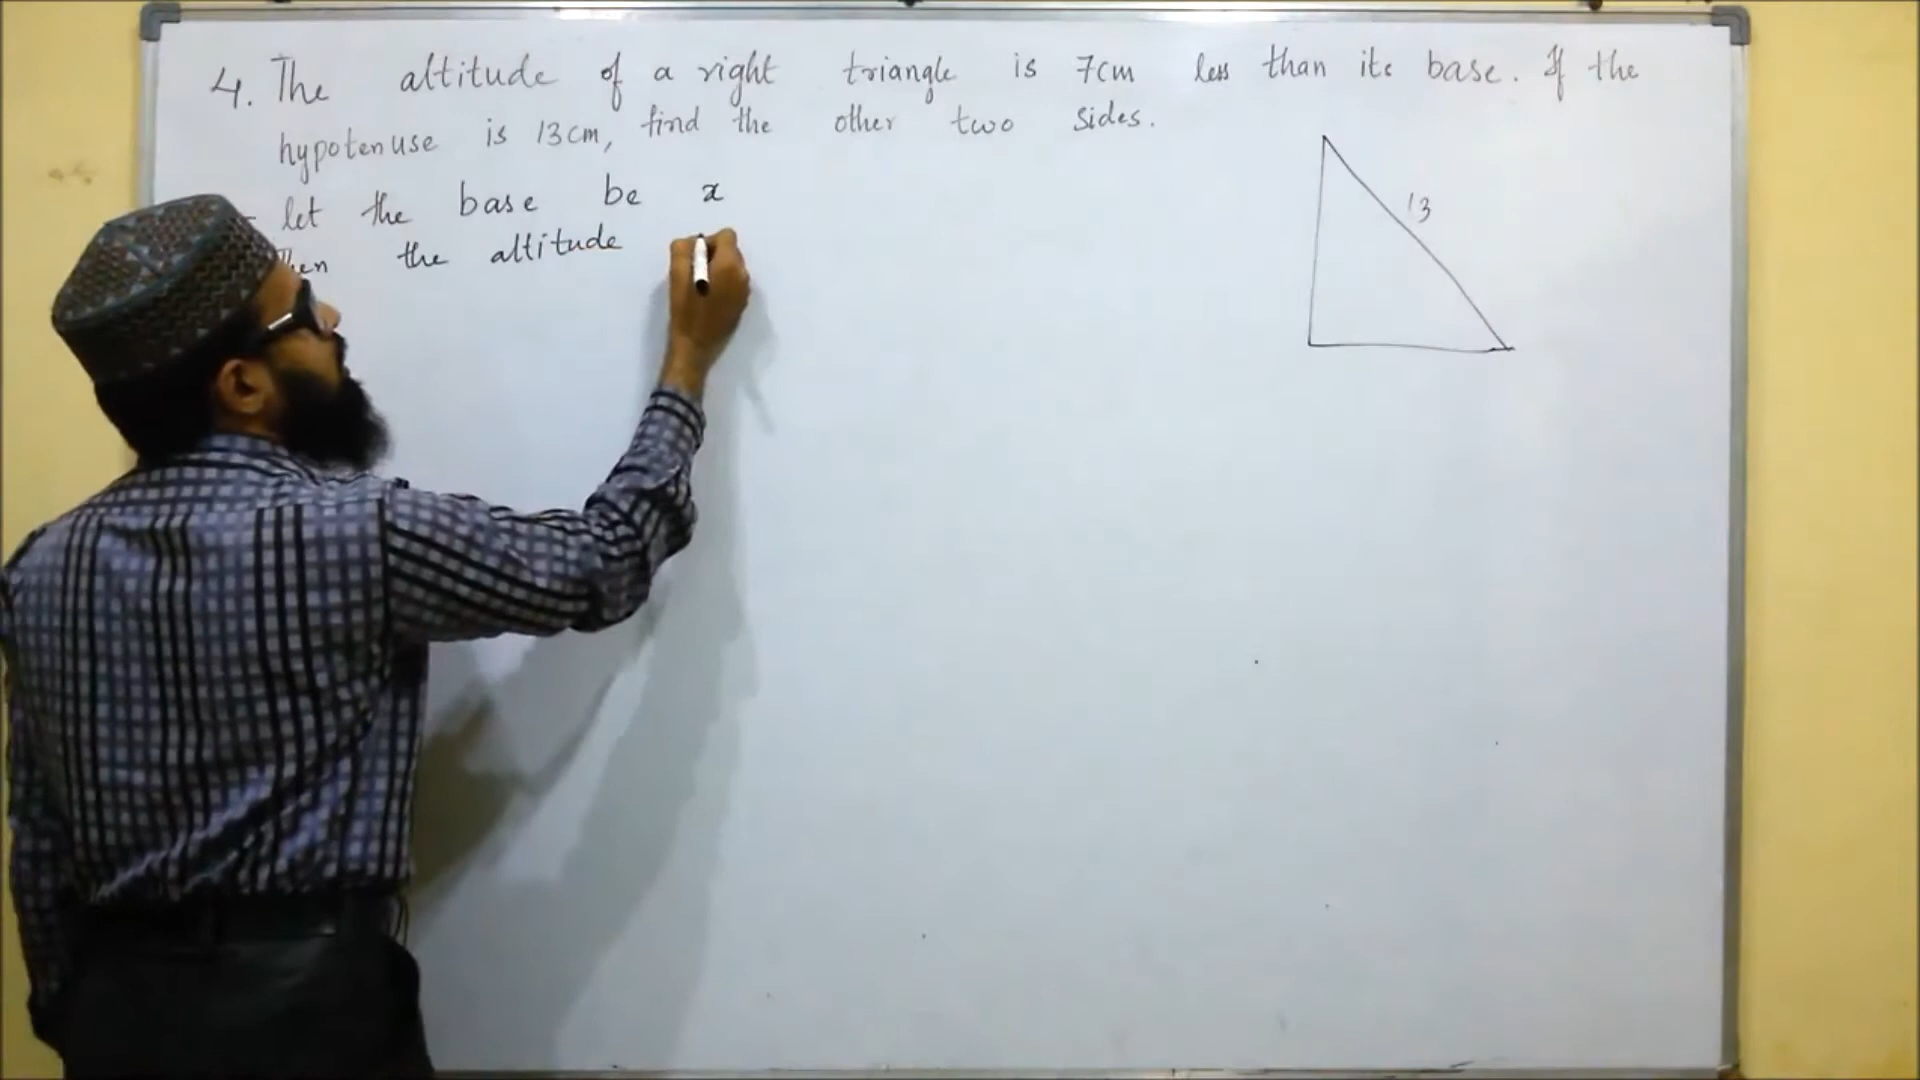 4. The altitude of a right triangle is 7cm less than its base. If the
hypotenuse is 13cm, find the other two sides.
let the base be x
the altitude
13